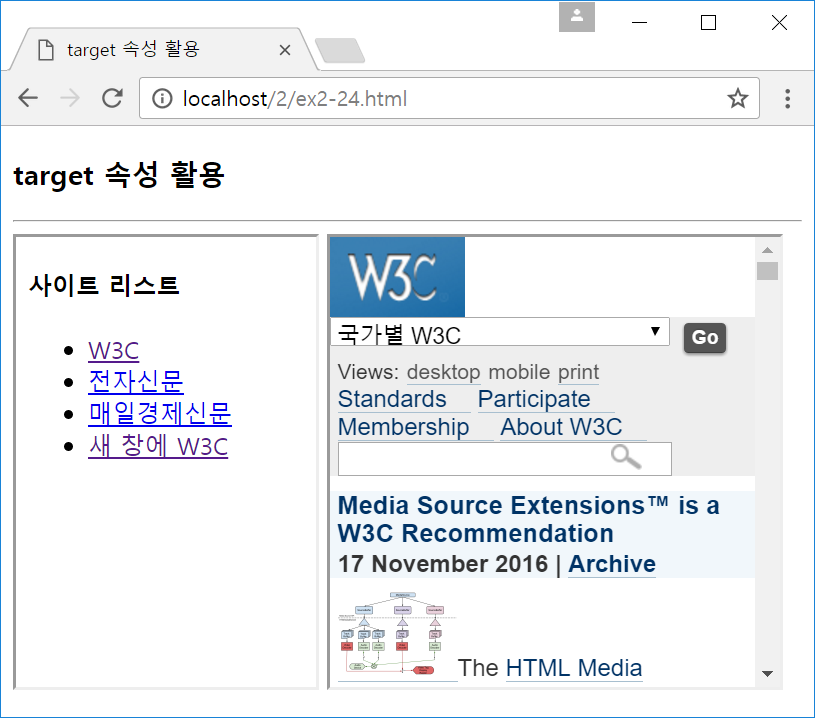 target 속성 활용
localhost/2/ex2-24.html
target 속성 활용
사이트 리스트
W3C
전자신문
매일경제신문
새 창에 W3C
W3C
국가별 W3C
Go
Views: desktop mobile print
Standards Participate
Membership About W3C
Media Source Extensions™ is a
W3C Recommendation
17 November 2016 | Archive
The HTML Media